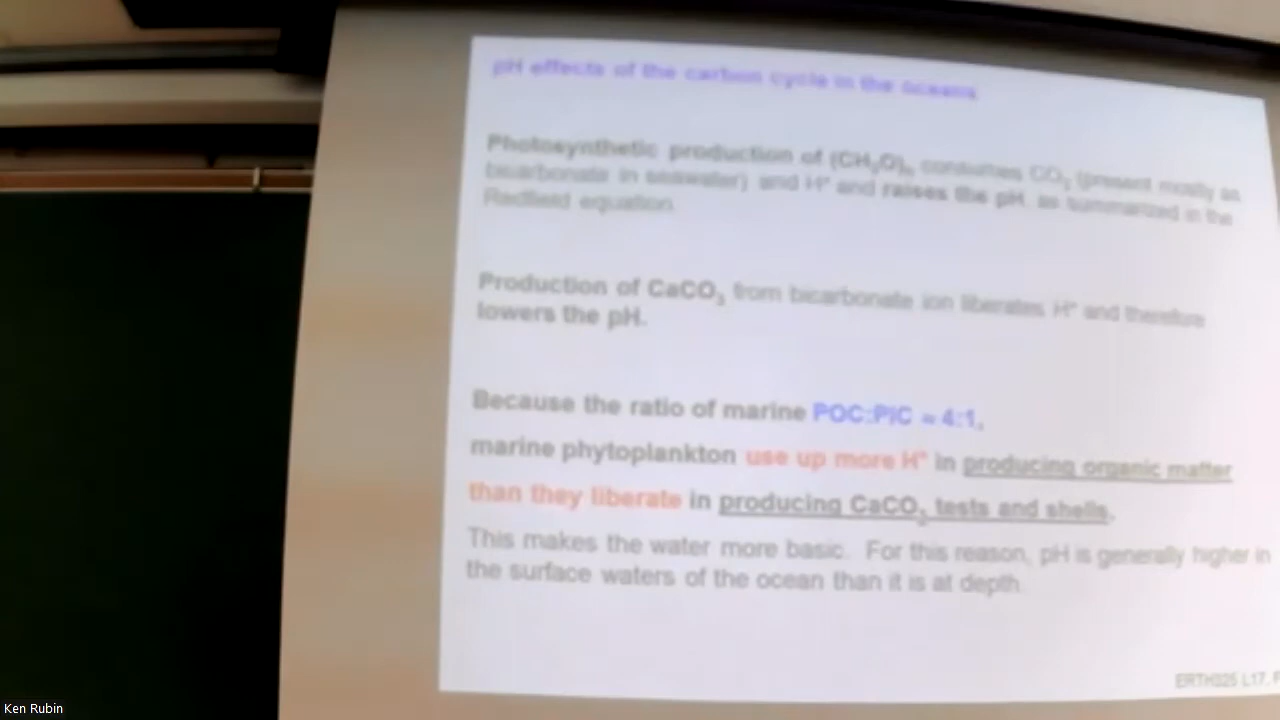 pH effects of the carbon cycle in the oceans
Photosynthetic production of (CH₂O)ₙ consumes CO₂ (present mostly as
bicarbonate in seawater) and H⁺ and raises the pH, as summarized in the
Redfield equation.
Production of CaCO₃ from bicarbonate ion liberates H⁺ and therefore
lowers the pH.
Because the ratio of marine POC:PIC ≈ 4:1,
marine phytoplankton use up more H⁺ in producing organic matter
than they liberate in producing CaCO₃ tests and shells.
This makes the water more basic. For this reason, pH is generally higher in
the surface waters of the ocean than it is at depth.
ERTH325 L17,
Ken Rubin